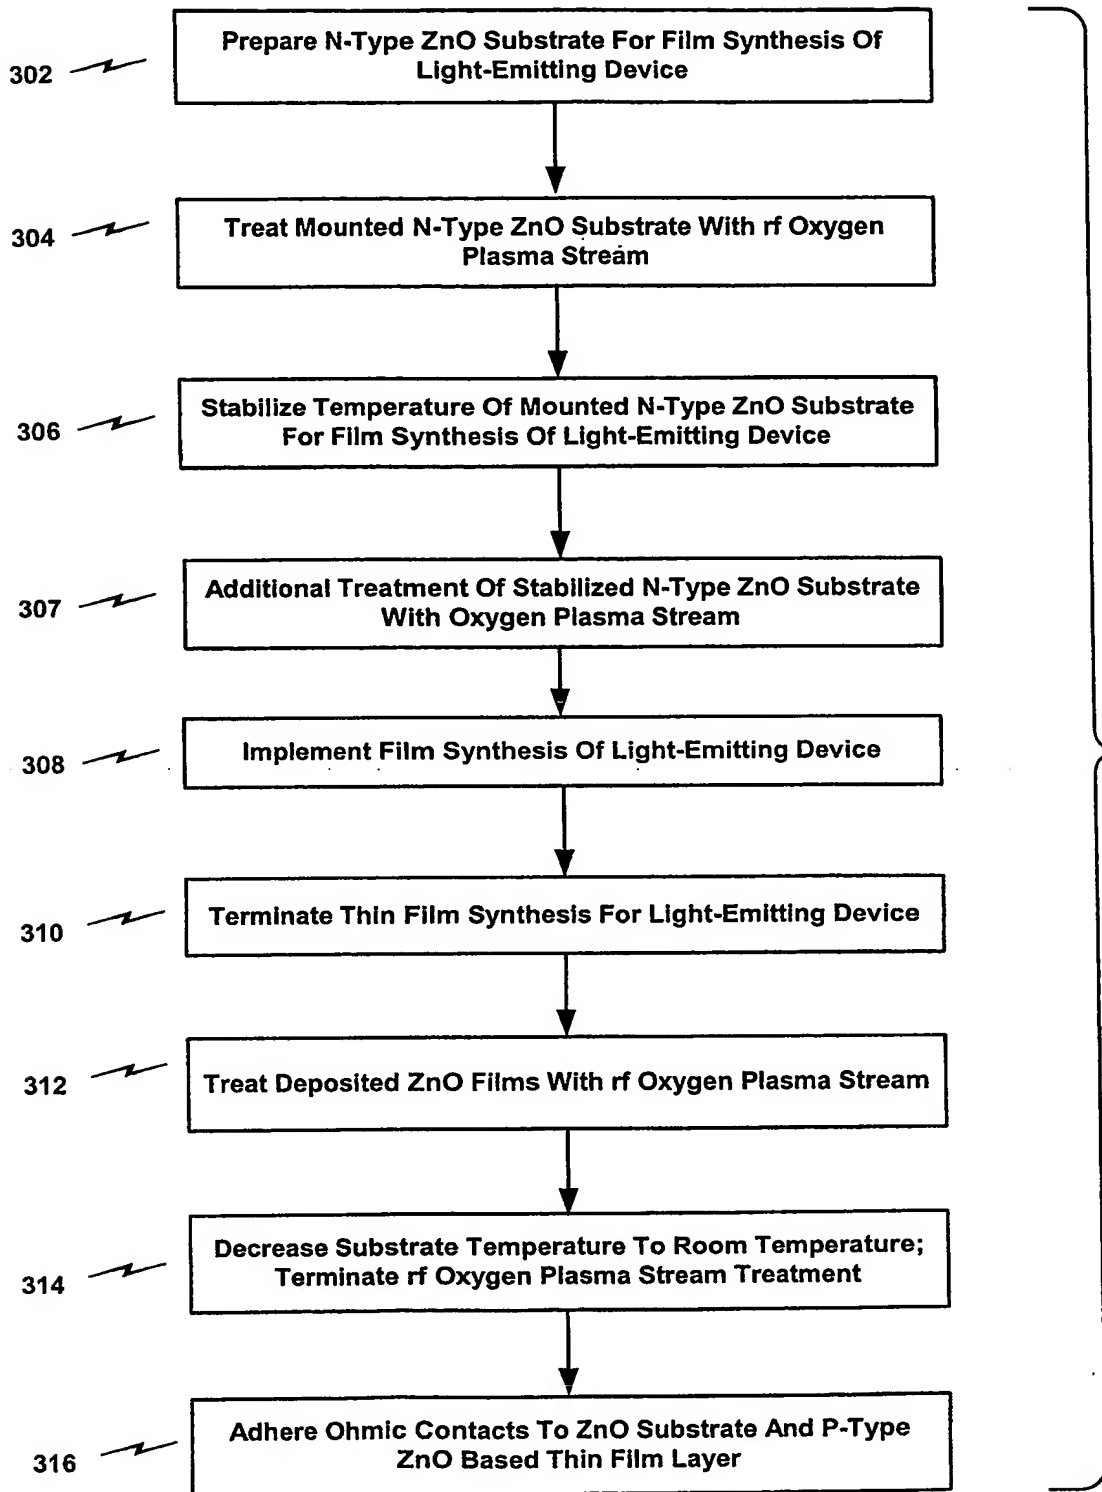 Prepare N-Type ZnO Substrate For Film Synthesis Of
Light-Emitting Device
302
Treat Mounted N-Type ZnO Substrate With rf Oxygen
Plasma Stream
304
Stabilize Temperature Of Mounted N-Type ZnO Substrate
For Film Synthesis Of Light-Emitting Device
306
Additional Treatment Of Stabilized N-Type ZnO Substrate
With Oxygen Plasma Stream
307
Implement Film Synthesis Of Light-Emitting Device
308
Terminate Thin Film Synthesis For Light-Emitting Device
310
Treat Deposited ZnO Films With rf Oxygen Plasma Stream
312
Decrease Substrate Temperature To Room Temperature;
Terminate rf Oxygen Plasma Stream Treatment
314
Adhere Ohmic Contacts To ZnO Substrate And P-Type
ZnO Based Thin Film Layer
316